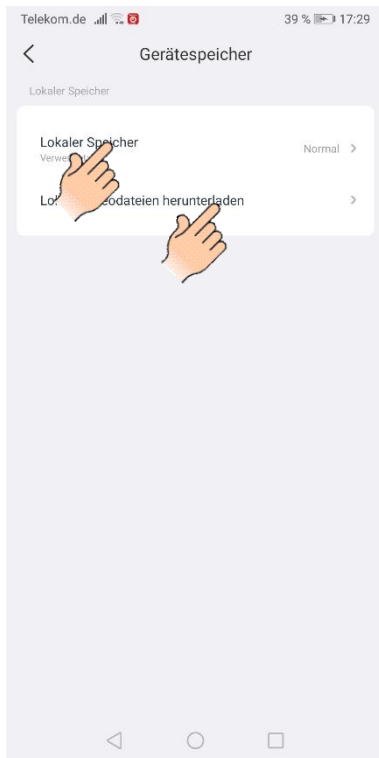 Telekom.de 39 % 17:29
Gerätespeicher
Lokaler Speicher
Lokaler Speicher
Normal
herunterladen